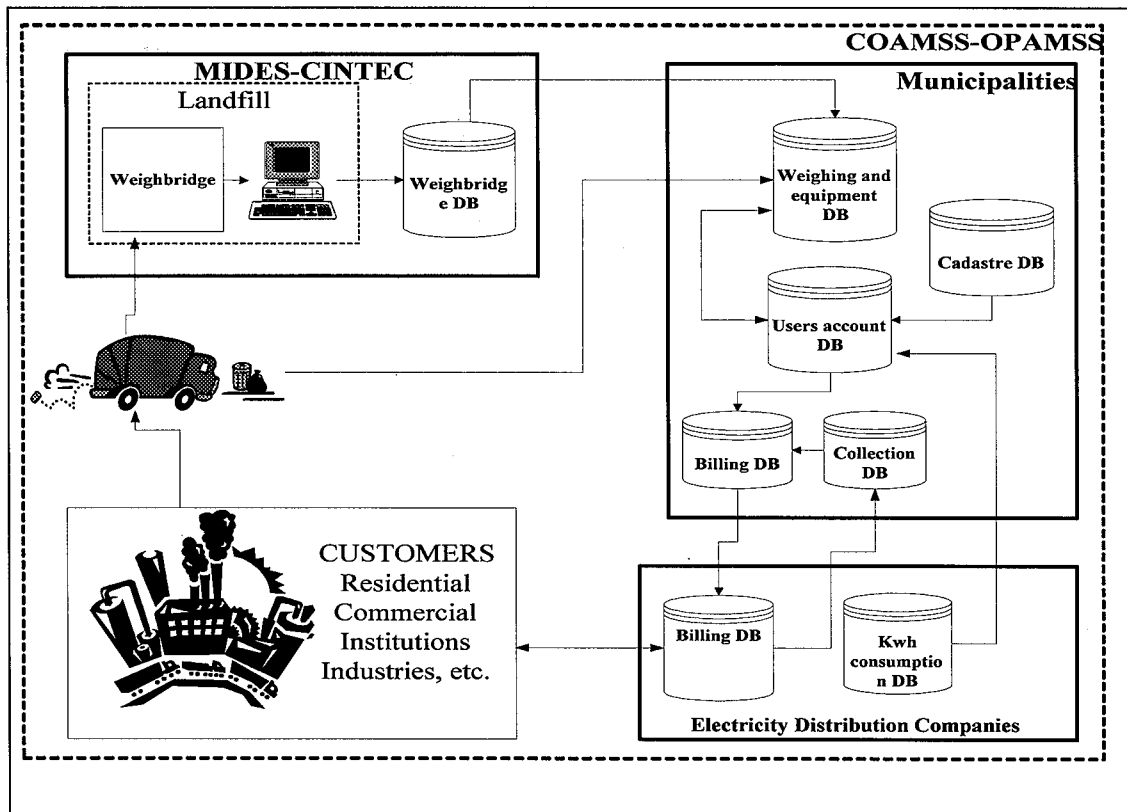 COAMSS-OPAMSS
MIDES-CINTEC
Landfill
Weighbridge
Weighbridg
e DB
Municipalities
Weighing and
equipment
DB
Cadastre DB
Users account
DB
Billing DB
Collection
DB
CUSTOMERS
Residential
Commercial
Institutions
Industries, etc.
Billing DB
Kwh
consumptio
n DB
Electricity Distribution Companies